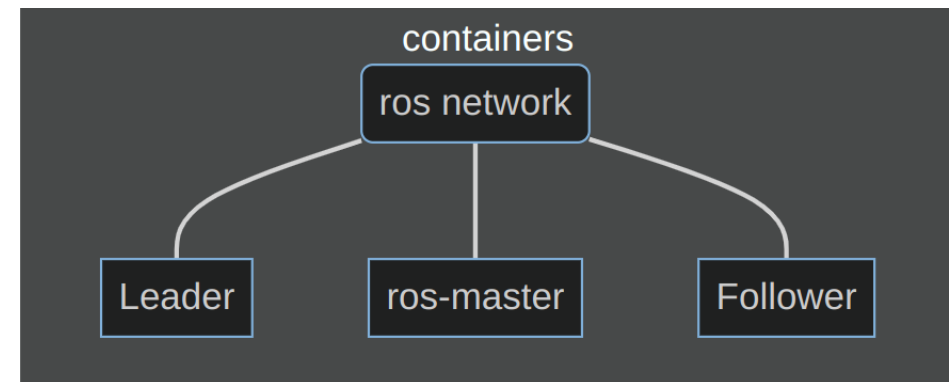 containers
ros network
Leader
ros-master
Follower